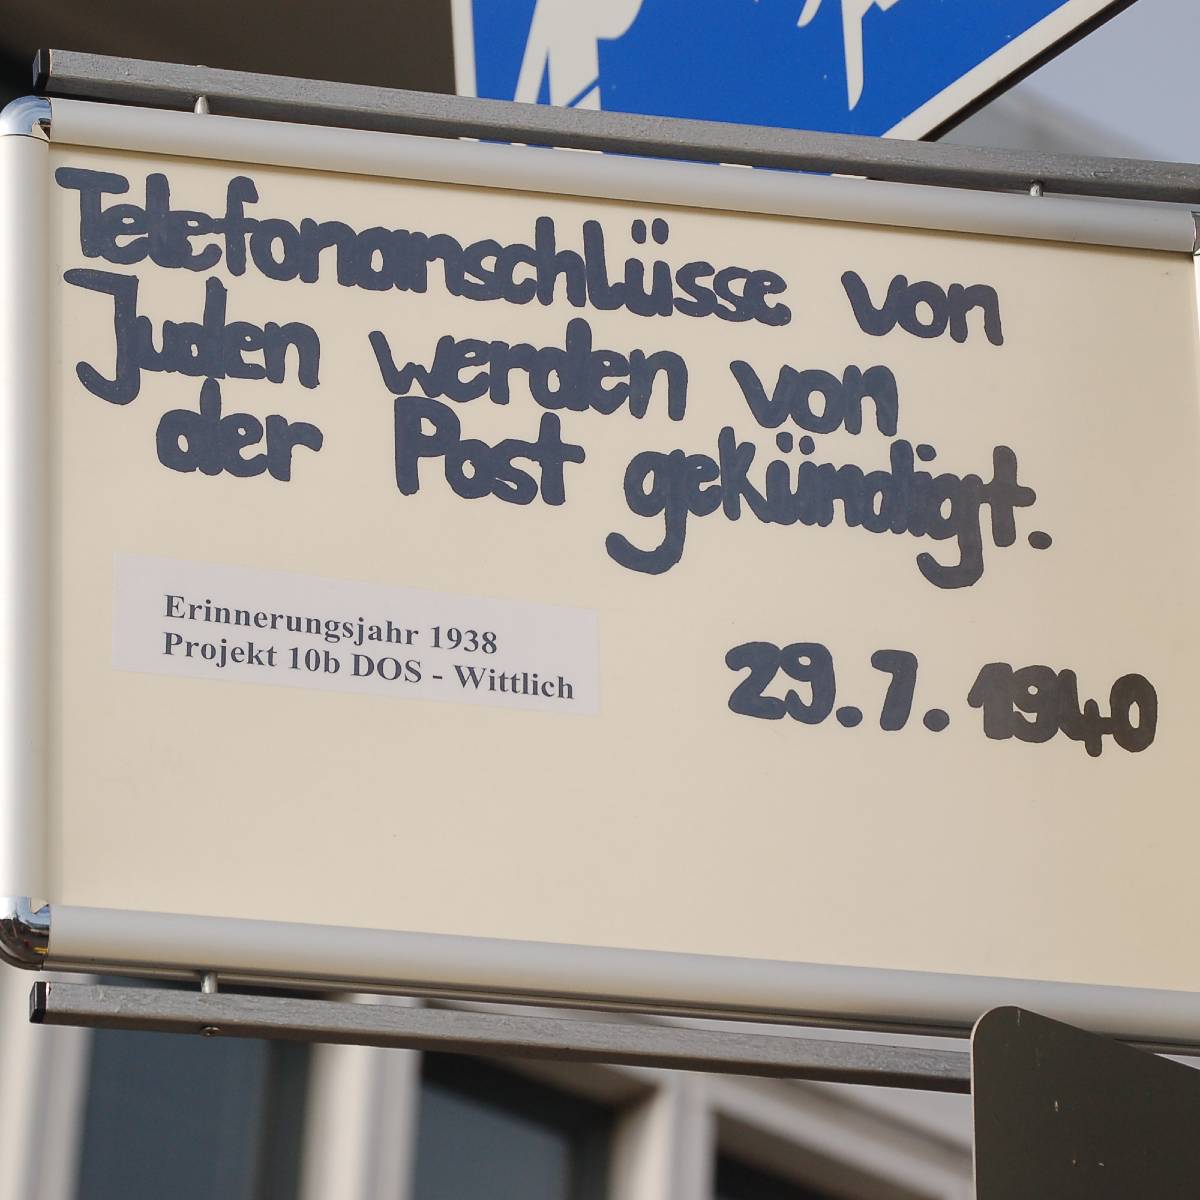 Telefonanschlüsse von
Juden werden von
der Post gekündigt.
Erinnerungsjahr 1938
Projekt 10b DOS - Wittlich
29.7.1940